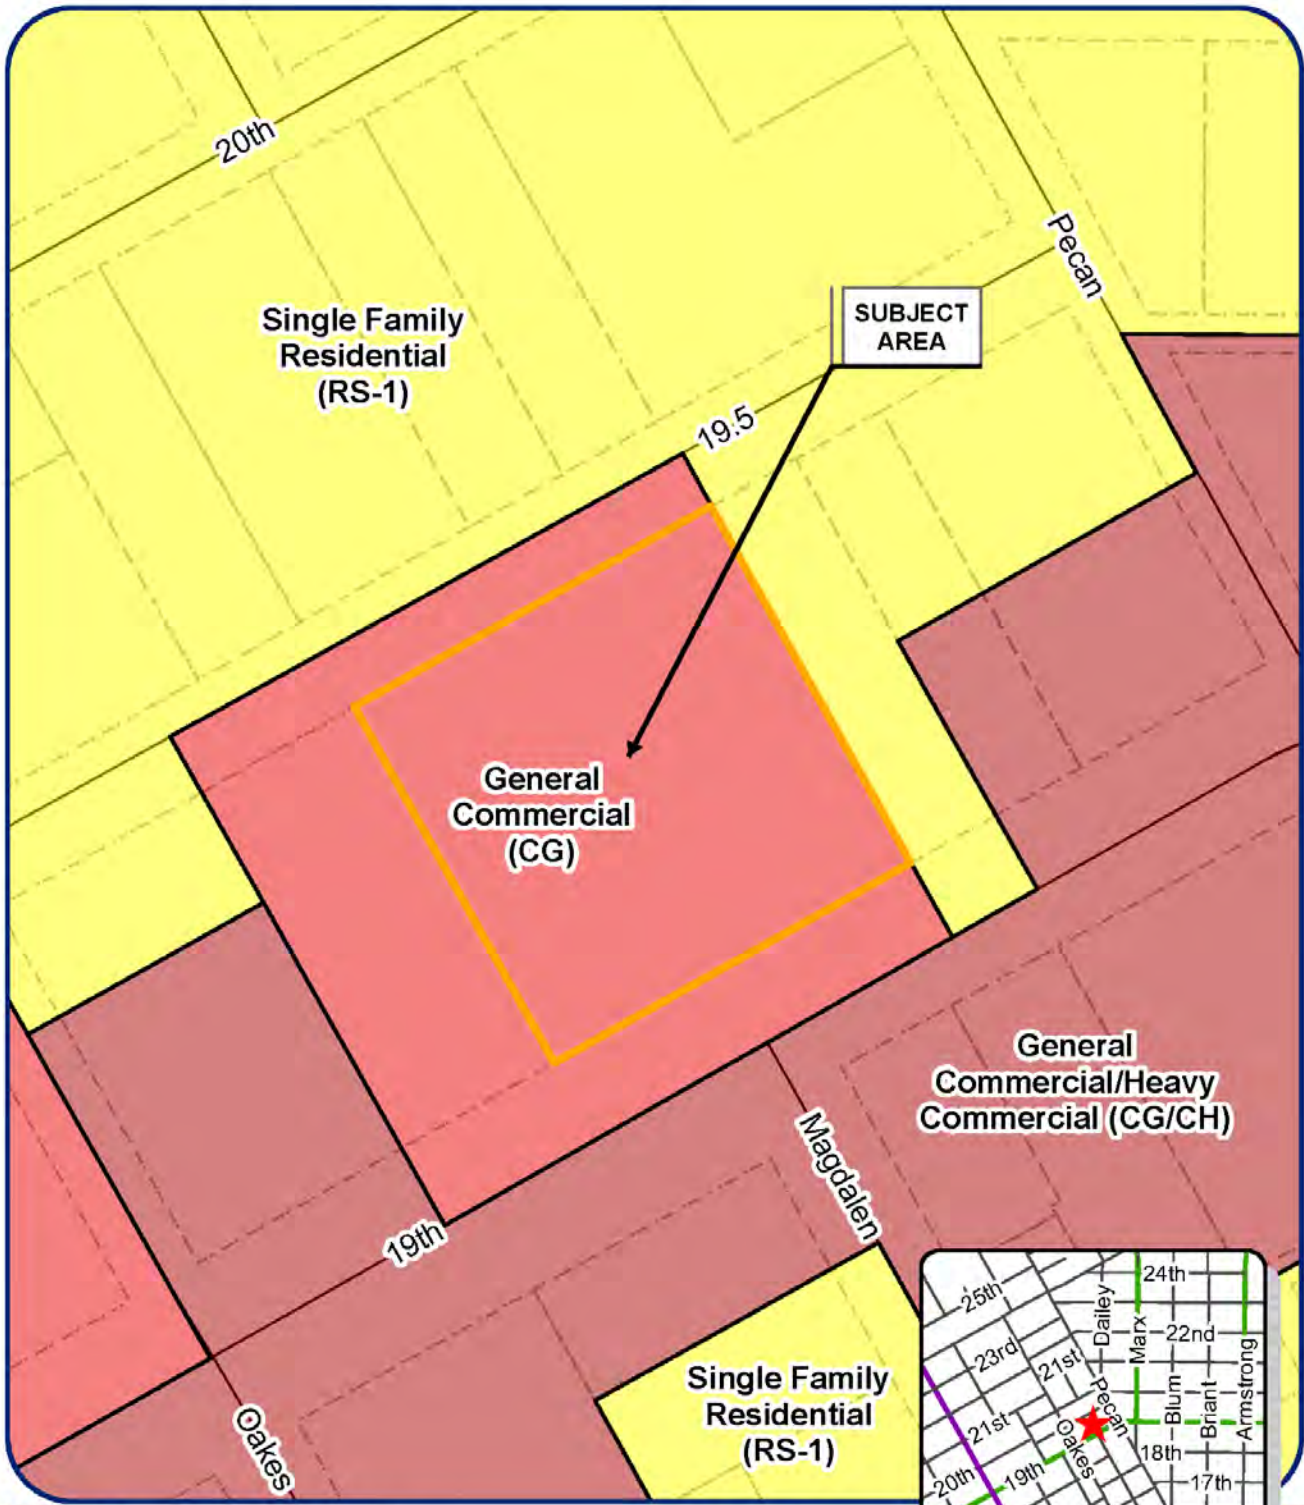 20th
Pecan
Single Family
Residential
(RS-1)
SUBJECT
AREA
19.5
General
Commercial
(CG)
General
Commercial/Heavy
Commercial (CG/CH)
Magdalen
19th
Single Family
Residential
(RS-1)
Oakes
24th
25th
Dailey
Marx
22nd
23rd
21st
Pecan
Blum
Briant
Armstrong
21st
Oakes
18th
20th
19th
17th